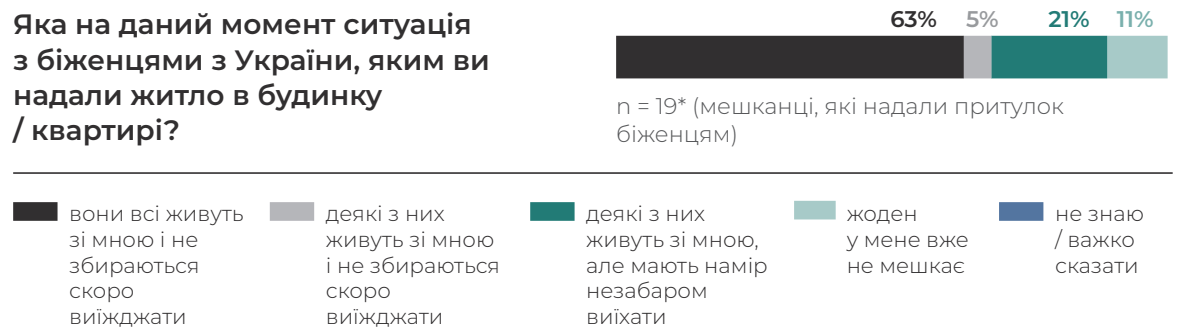 Яка на даний момент ситуація
з біженцями з України, яким ви
надали житло в будинку
/ квартирі?
63% 5% 21% 11%
n = 19* (мешканці, які надали притулок
біженцям)
вони всі живуть
зі мною і не
збираються
скоро
виїжджати
деякі з них
живуть зі мною
і не збираються
скоро
виїжджати
деякі з них
живуть зі мною,
але мають намір
незабаром
виїхати
жоден
у мене вже
не мешкає
не знаю
/ важко
сказати